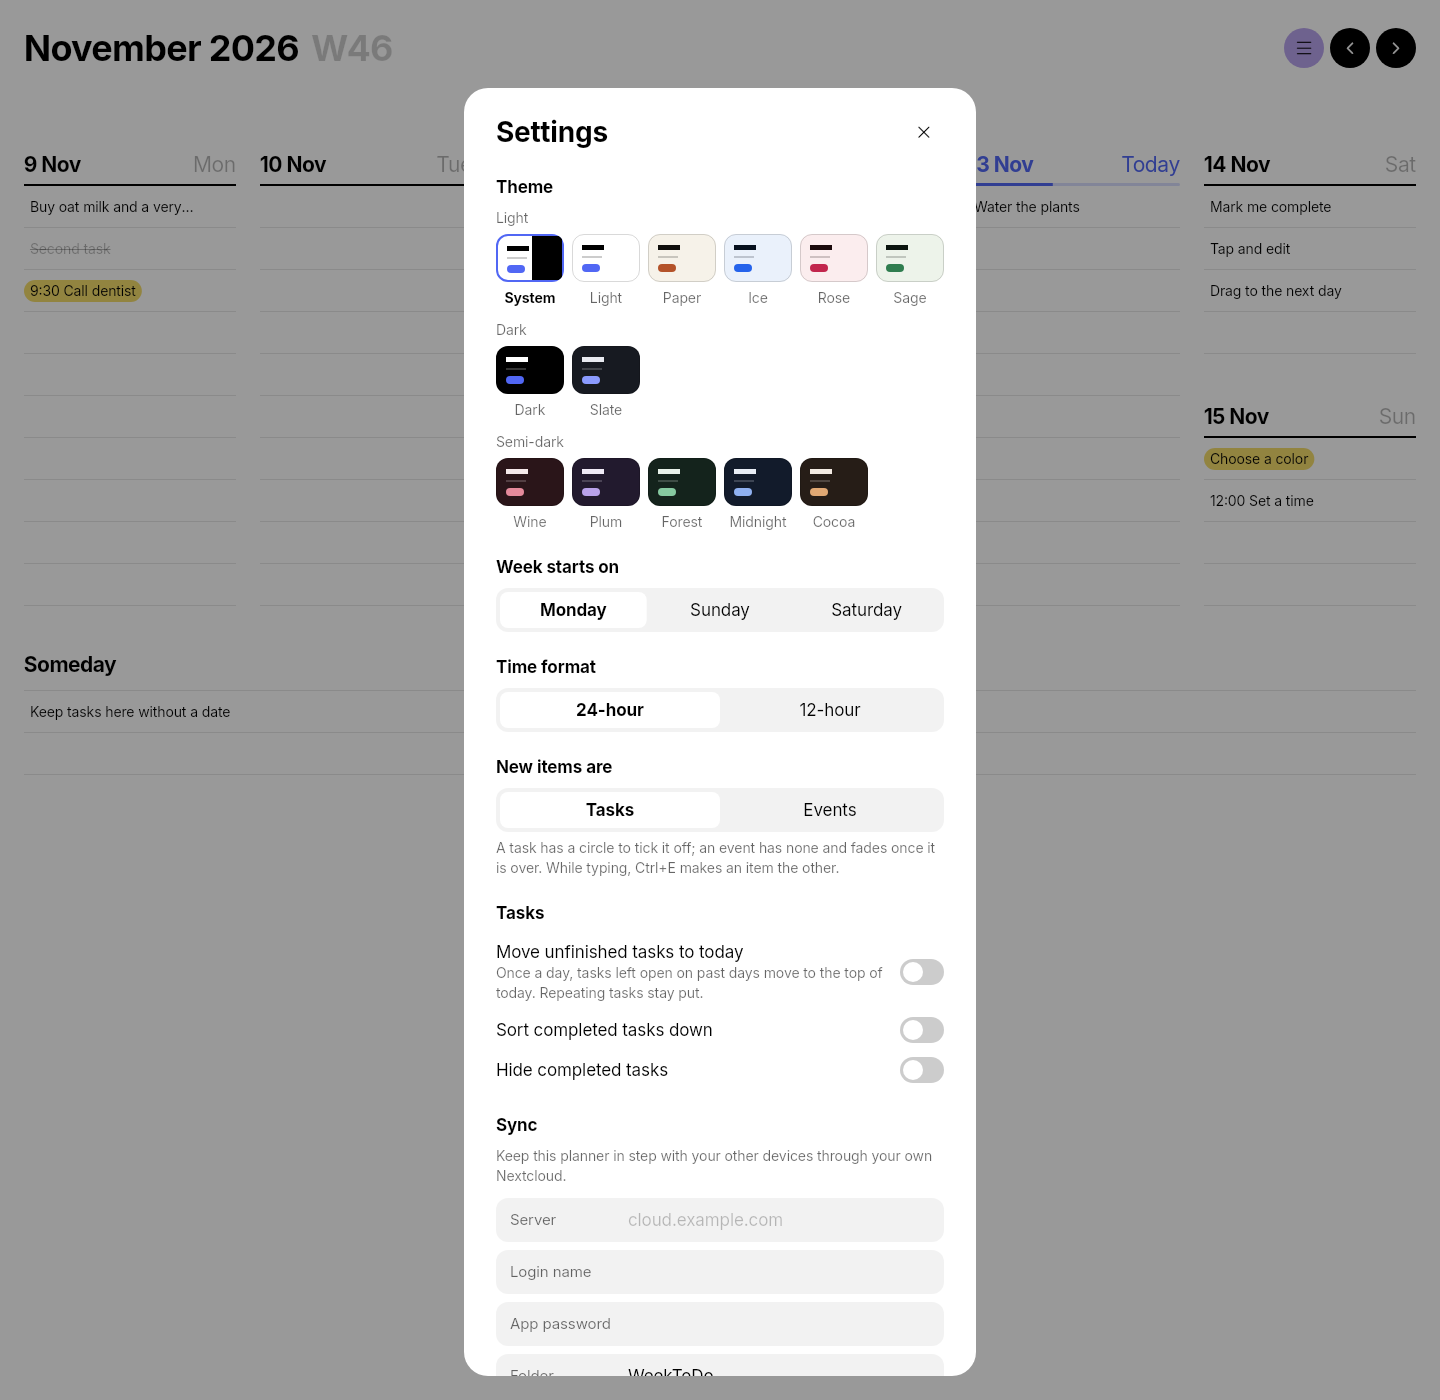 November 2026 W46
Settings
9 Nov Mon
10 Nov
3 Nov Today
14 Nov Sat
Buy oat milk and a very...
Second task
9:30 Call dentist
Water the plants
Mark me complete
Tap and edit
Drag to the next day
15 Nov Sun
Choose a color
12:00 Set a time
Someday
Keep tasks here without a date
Theme
Light
System
Light
Paper
Ice
Rose
Sage
Dark
Dark
Slate
Semi-dark
Wine
Plum
Forest
Midnight
Cocoa
Week starts on
Monday
Sunday
Saturday
Time format
24-hour
12-hour
New items are
Tasks
Events
A task has a circle to tick it off; an event has none and fades once it
is over. While typing, Ctrl+E makes an item the other.
Tasks
Move unfinished tasks to today
Once a day, tasks left open on past days move to the top of
today. Repeating tasks stay put.
Sort completed tasks down
Hide completed tasks
Sync
Keep this planner in step with your other devices through your own
Nextcloud.
Server cloud.example.com
Login name
App password
Folder WeekToDo